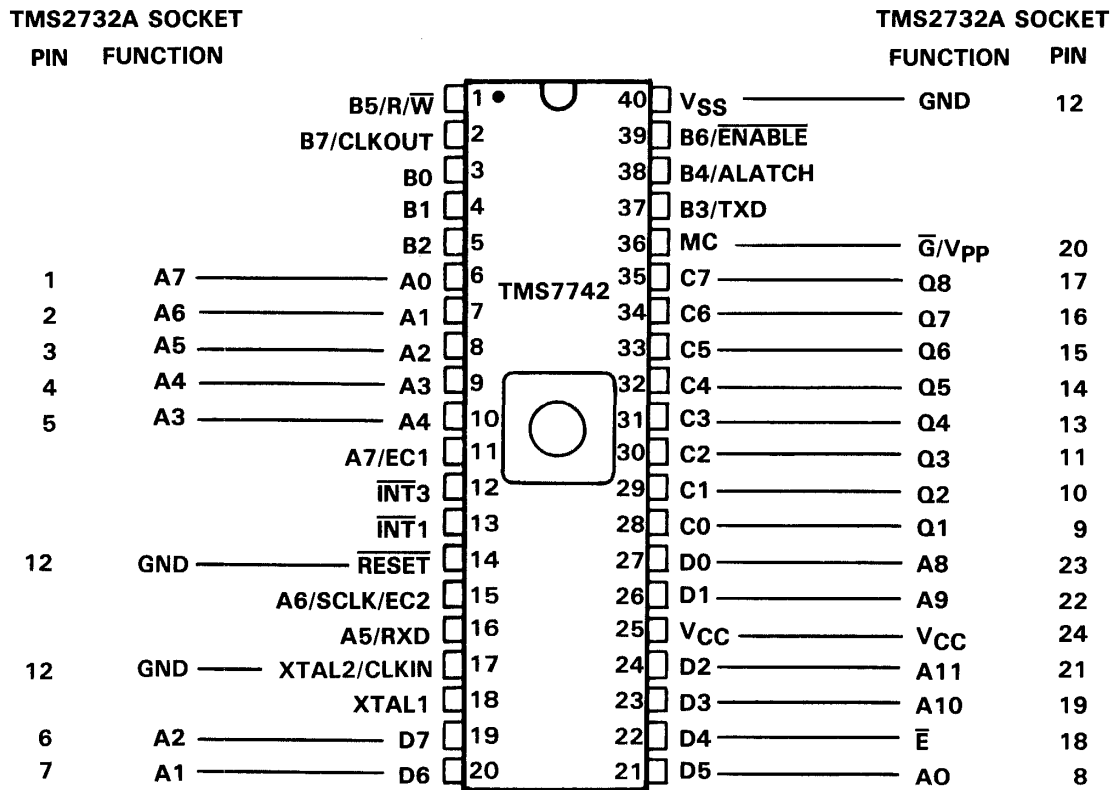 TMS2732A SOCKET TMS2732A SOCKET
PIN FUNCTION FUNCTION PIN
B5/R/W̅ 1 40 VSS GND 12
B7/CLKOUT 2 39 B6/E̅N̅A̅B̅L̅E̅
B0 3 38 B4/ALATCH
B1 4 37 B3/TXD
B2 5 36 MC G̅/VPP 20
1 A7 A0 6 35 C7 Q8 17
TMS7742
2 A6 A1 7 34 C6 Q7 16
3 A5 A2 8 33 C5 Q6 15
4 A4 A3 9 32 C4 Q5 14
5 A3 A4 10 31 C3 Q4 13
A7/EC1 11 30 C2 Q3 11
I̅N̅T̅3 12 29 C1 Q2 10
I̅N̅T̅1 13 28 C0 Q1 9
12 GND R̅E̅S̅E̅T̅ 14 27 D0 A8 23
A6/SCLK/EC2 15 26 D1 A9 22
A5/RXD 16 25 VCC VCC 24
12 GND XTAL2/CLKIN 17 24 D2 A11 21
XTAL1 18 23 D3 A10 19
6 A2 D7 19 22 D4 E̅ 18
7 A1 D6 20 21 D5 AO 8